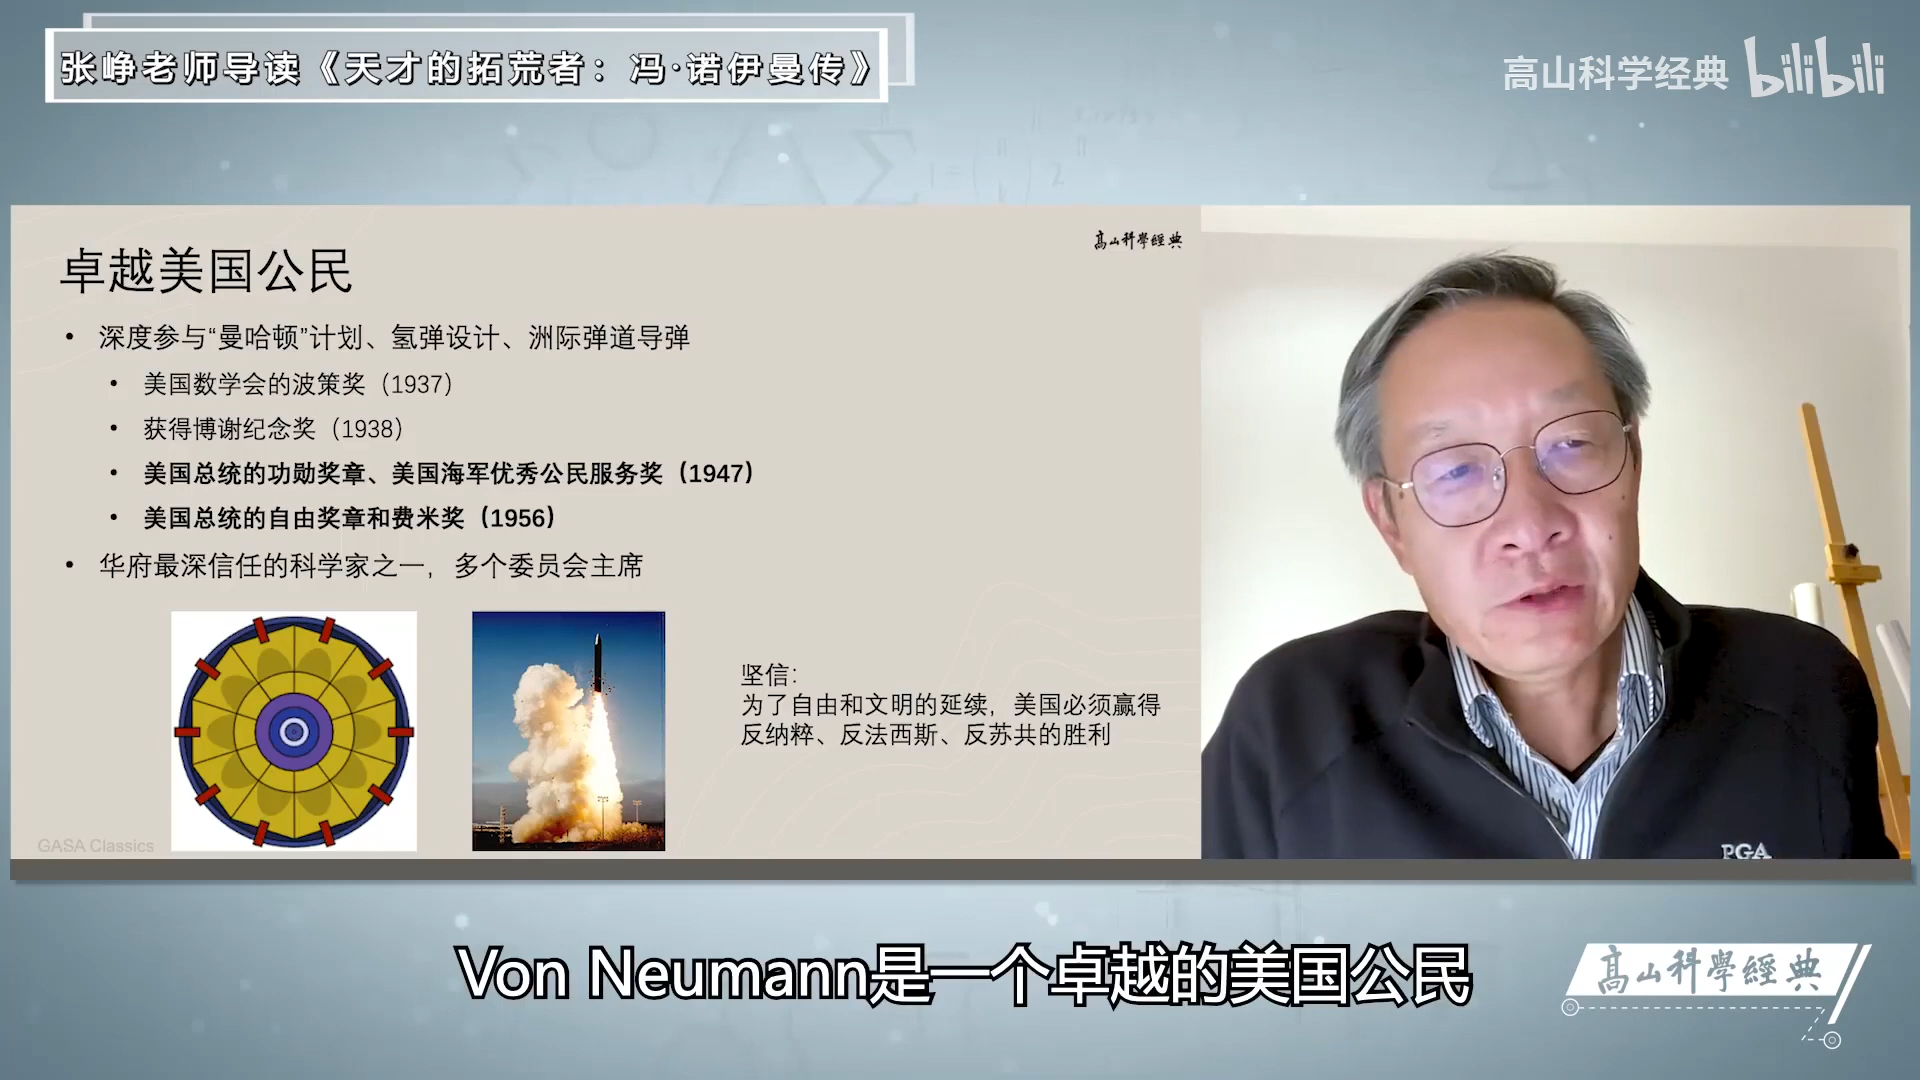 张峥老师导读《天才的拓荒者：冯·诺伊曼传》
高山科学经典 bilibili
高山科學經典
卓越美国公民
• 深度参与“曼哈顿”计划、氢弹设计、洲际弹道导弹
• 美国数学会的波策奖（1937）
• 获得博谢纪念奖（1938）
• 美国总统的功勋奖章、美国海军优秀公民服务奖（1947）
• 美国总统的自由奖章和费米奖（1956）
• 华府最深信任的科学家之一，多个委员会主席
坚信：
为了自由和文明的延续，美国必须赢得
反纳粹、反法西斯、反苏共的胜利
GASA Classics
PGA
Von Neumann是一个卓越的美国公民
高山科學經典